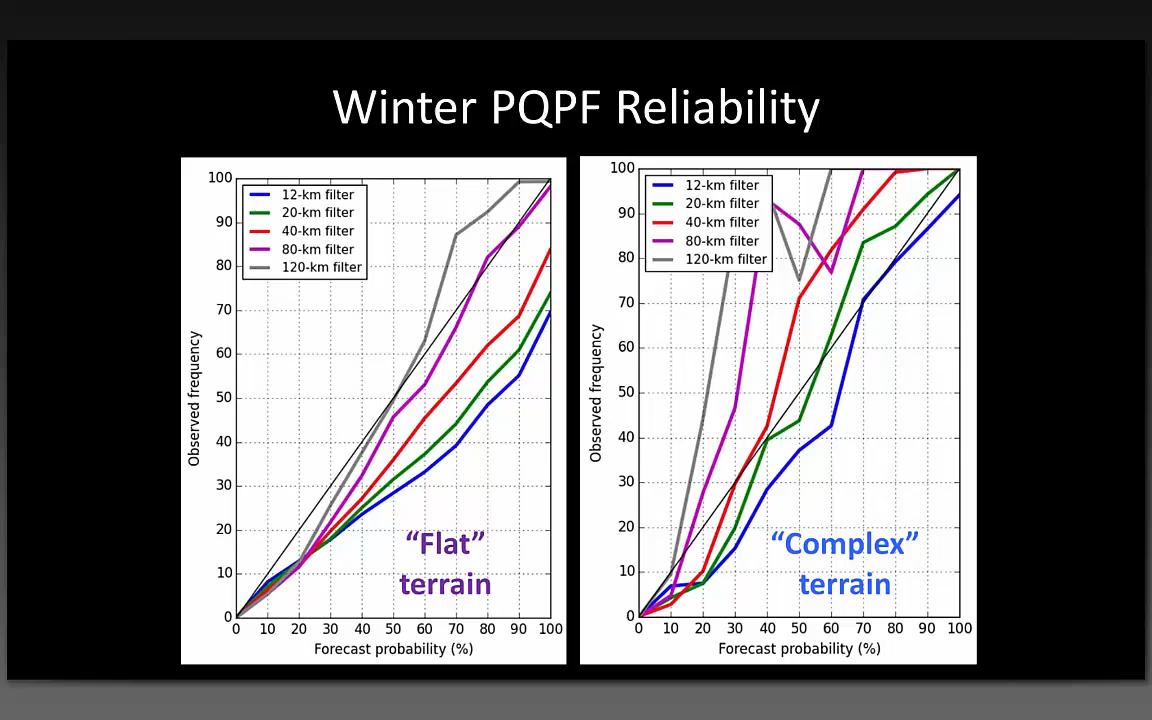 Winter PQPF Reliability
100
90
80
70
60
50
40
30
20
10
0
Observed frequency
12-km filter
20-km filter
40-km filter
80-km filter
120-km filter
“Flat”
terrain
0 10 20 30 40 50 60 70 80 90 100
Forecast probability (%)
100
90
80
70
60
50
40
30
20
10
0
Observed frequency
12-km filter
20-km filter
40-km filter
80-km filter
120-km filter
“Complex”
terrain
0 10 20 30 40 50 60 70 80 90 100
Forecast probability (%)